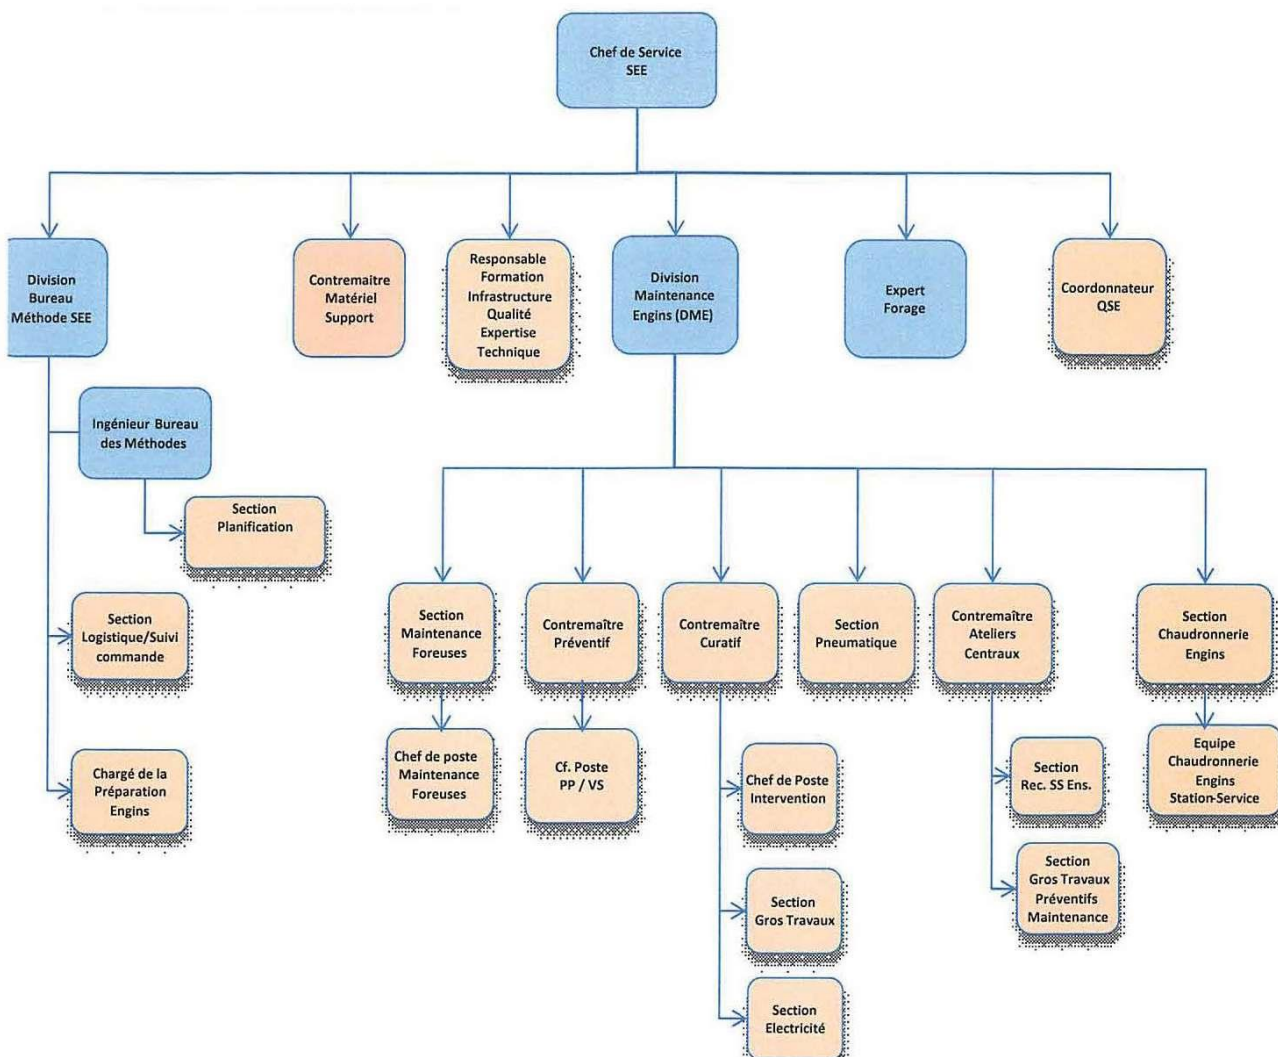 Chef de Service
SEE
Division
Bureau
Méthode SEE
Contremaitre
Matériel
Support
Responsable
Formation
Infrastructure
Qualité
Expertise
Technique
Division
Maintenance
Engins (DME)
Expert
Forage
Coordonnateur
QSE
Ingénieur Bureau
des Méthodes
Section
Planification
Section
Logistique/Suivi
commande
Chargé de la
Préparation
Engins
Section
Maintenance
Foreuses
Contremaître
Préventif
Contremaître
Curatif
Section
Pneumatique
Contremaître
Ateliers
Centraux
Section
Chaudronnerie
Engins
Chef de poste
Maintenance
Foreuses
Cf. Poste
PP / VS
Chef de Poste
Intervention
Section
Gros Travaux
Section
Electricité
Section
Rec. SS Ens.
Section
Gros Travaux
Préventifs
Maintenance
Equipe
Chaudronnerie
Engins
Station-Service